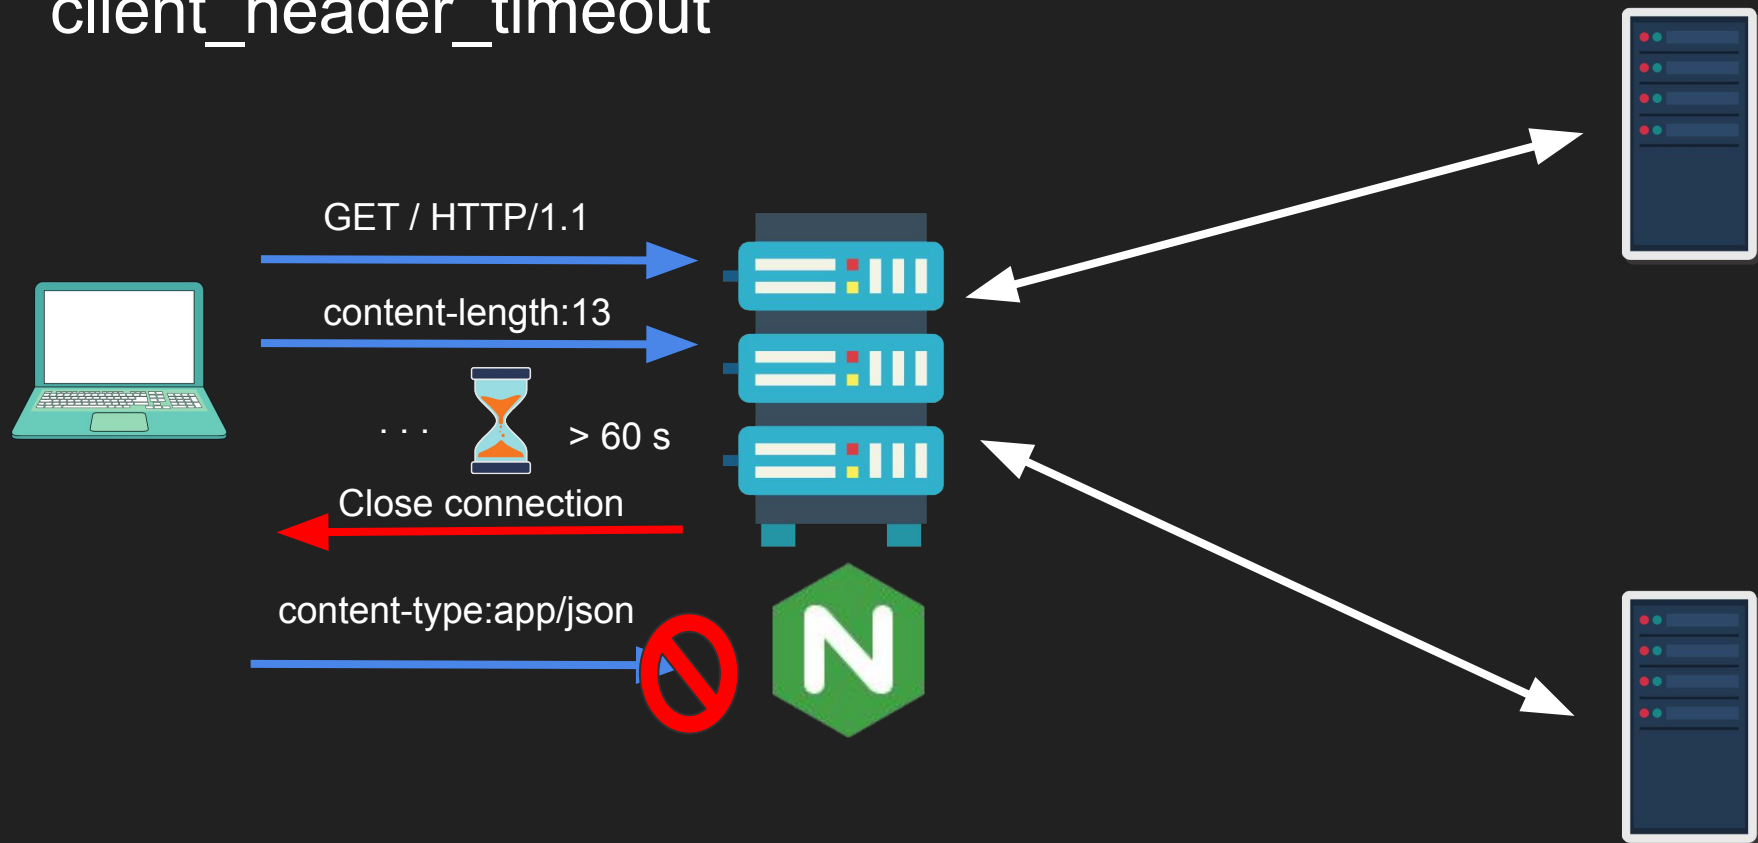 client_header_timeout
GET / HTTP/1.1
content-length:13
. . .
> 60 s
Close connection
content-type:app/json
N